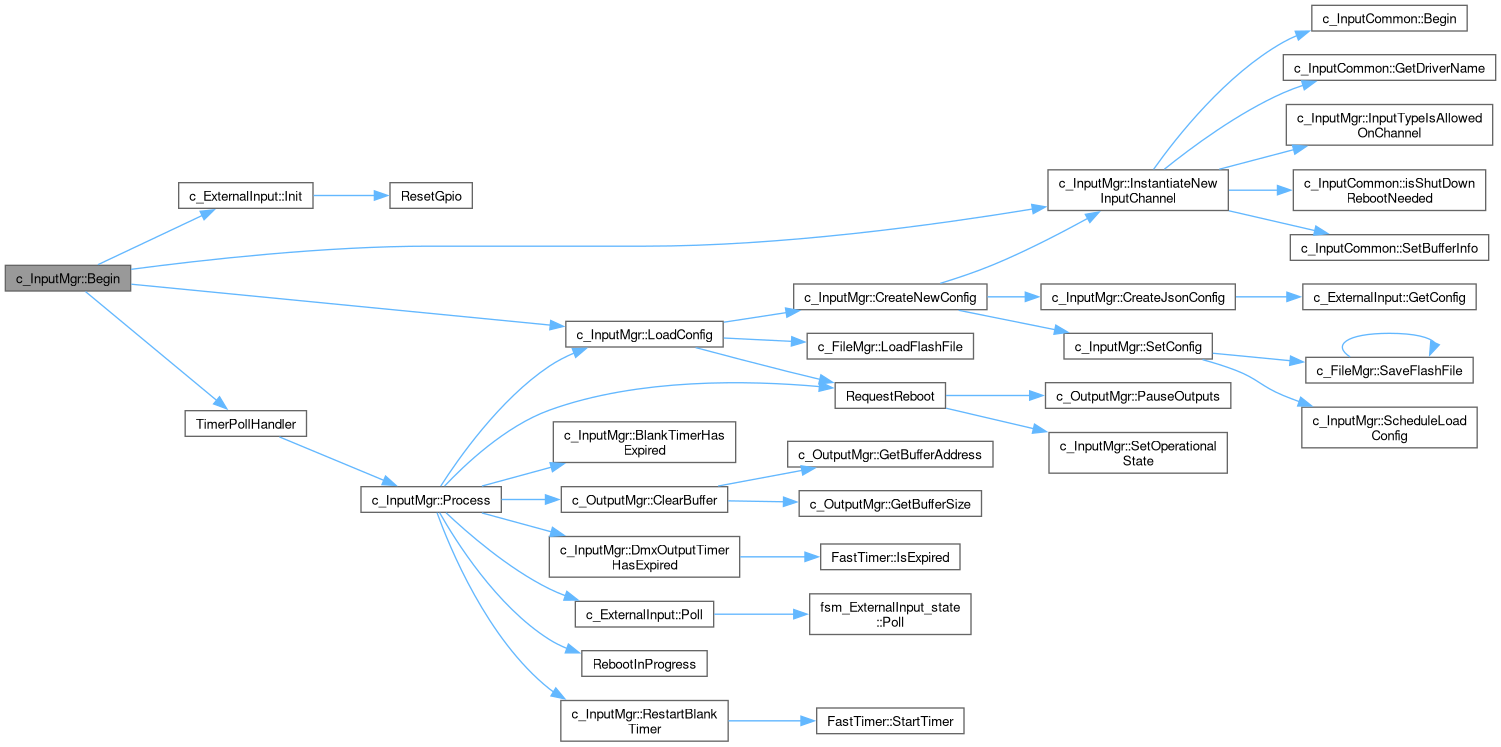 c_InputCommon::Begin
c_InputCommon::GetDriverName
c_InputMgr::InputTypeIsAllowed
OnChannel
c_ExternalInput::Init
ResetGpio
c_InputMgr::InstantiateNew
InputChannel
c_InputCommon::isShutDown
RebootNeeded
c_InputCommon::SetBufferInfo
c_InputMgr::Begin
c_InputMgr::CreateNewConfig
c_InputMgr::CreateJsonConfig
c_ExternalInput::GetConfig
c_InputMgr::LoadConfig
c_FileMgr::LoadFlashFile
c_InputMgr::SetConfig
c_FileMgr::SaveFlashFile
RequestReboot
c_OutputMgr::PauseOutputs
c_InputMgr::ScheduleLoad
Config
TimerPollHandler
c_InputMgr::BlankTimerHas
Expired
c_OutputMgr::GetBufferAddress
c_InputMgr::SetOperational
State
c_InputMgr::Process
c_OutputMgr::ClearBuffer
c_OutputMgr::GetBufferSize
c_InputMgr::DmxOutputTimer
HasExpired
FastTimer::IsExpired
c_ExternalInput::Poll
fsm_ExternalInput_state
::Poll
RebootInProgress
c_InputMgr::RestartBlank
Timer
FastTimer::StartTimer